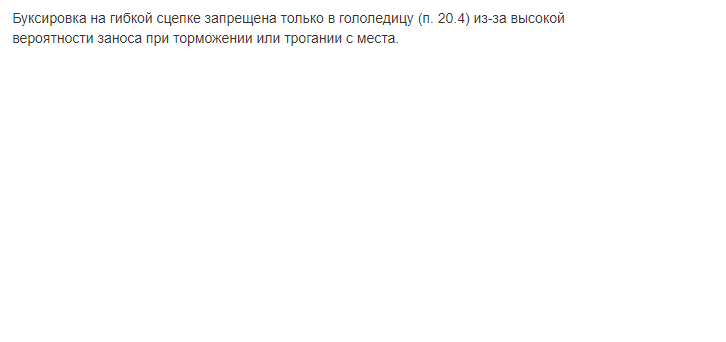 Буксировка на гибкой сцепке запрещена только в гололедицу (п. 20.4) из-за высокой
вероятности заноса при торможении или трогании с места.